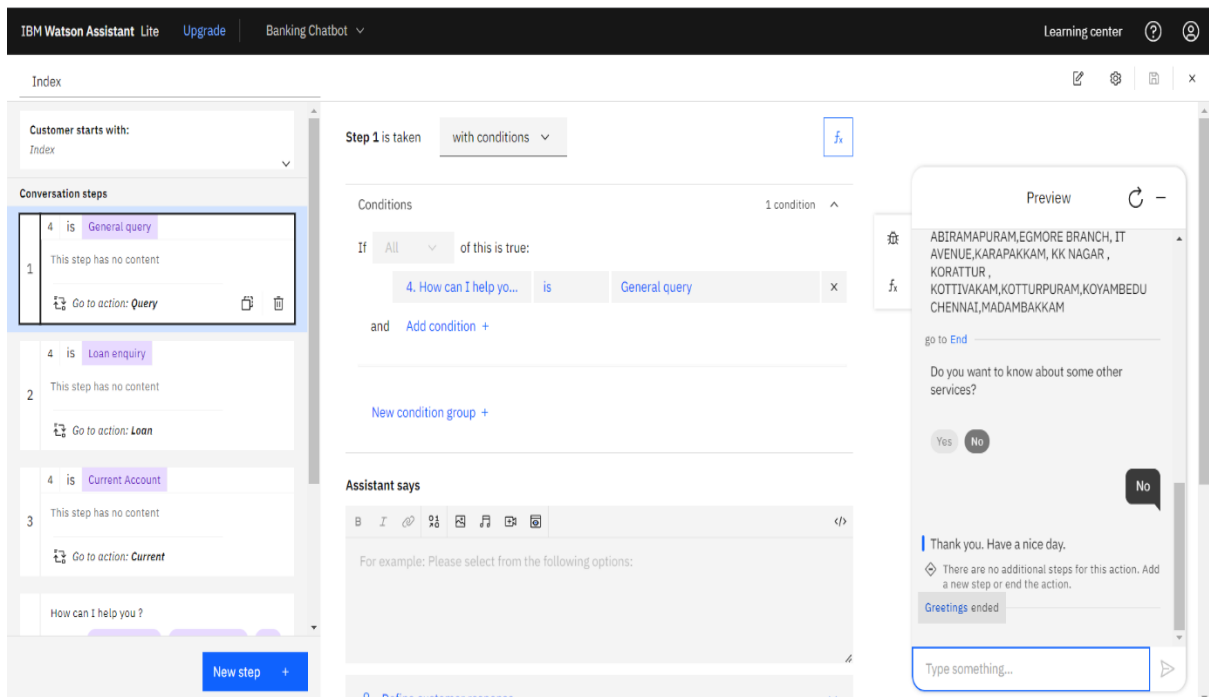 IBM Watson Assistant Lite Upgrade Banking Chatbot Learning center
Index
Customer starts with:
Index
Conversation steps
4 is General query
This step has no content
1
Go to action: Query
4 is Loan enquiry
This step has no content
2
Go to action: Loan
4 is Current Account
This step has no content
3
Go to action: Current
How can I help you ?
New step +
Step 1 is taken with conditions fx
Conditions 1 condition
If All of this is true:
4. How can I help yo... is General query x
and Add condition +
New condition group +
Assistant says
B I </>
For example: Please select from the following options:
Define customer response
fx
Preview
ABIRAMAPURAM,EGMORE BRANCH, IT
AVENUE,KARAPAKKAM, KK NAGAR ,
KORATTUR ,
KOTTIVAKAM,KOTTURPURAM,KOYAMBEDU
CHENNAI,MADAMBAKKAM
go to End
Do you want to know about some other
services?
Yes No
No
Thank you. Have a nice day.
There are no additional steps for this action. Add
a new step or end the action.
Greetings ended
Type something...